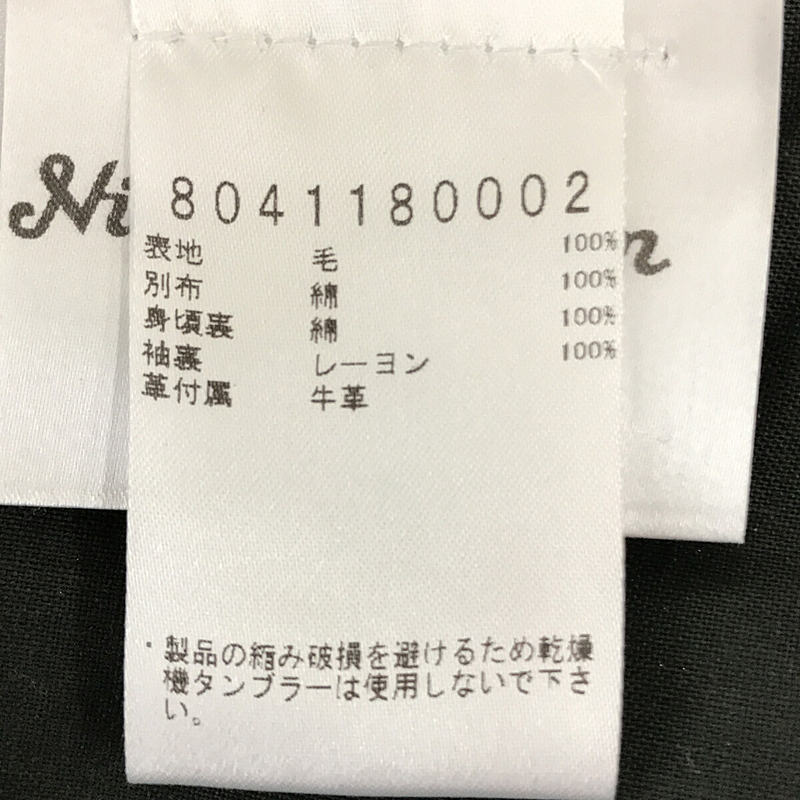 Ni
n
8041180002
表地 毛 100%
別布 綿 100%
身頃裏 綿 100%
袖裏 レーヨン 100%
革付属 牛革
・製品の縮み破損を避けるため乾燥
機タンブラーは使用しないで下さ
い。